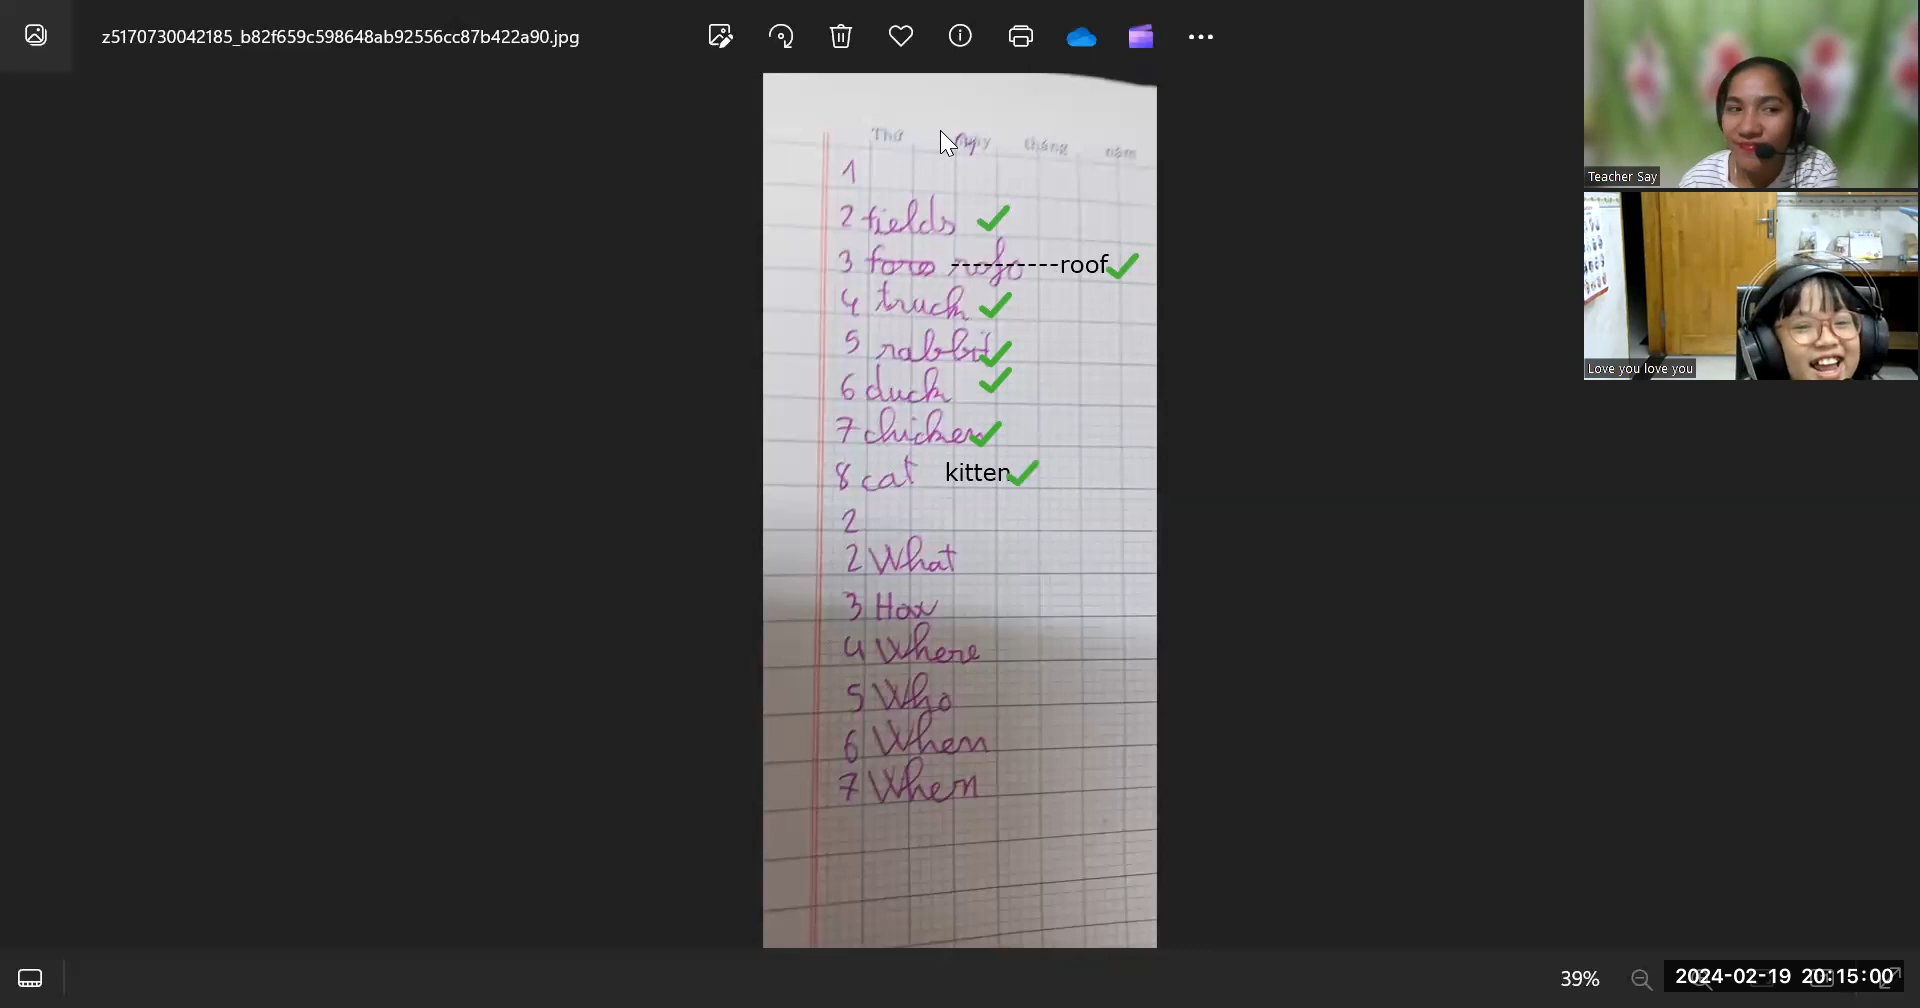 z5170730042185_b82f659c598648ab92556cc87b422a90.jpg
Teacher Say
Love you love you
Thứ Ngày tháng năm
1
2 fields
3 rofo ----------roof
4 truck
5 rabbit
6 duck
7 chicken
8 cat kitten
2
2 What
3 How
4 Where
5 Who
6 When
7 When
39%
2024-02-19 20:15:00